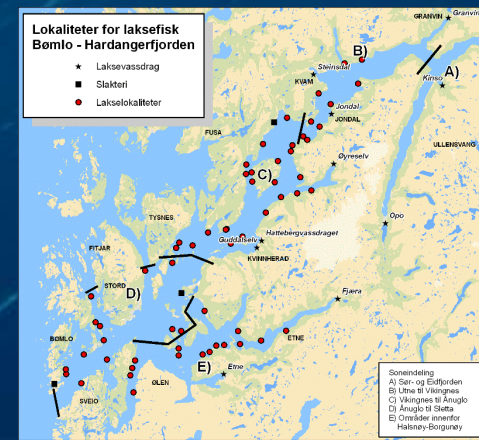 Lokaliteter for laksefisk
Bømlo - Hardangerfjorden
Laksevassdrag
Slakteri
Lakselokaliteter
GRANVIN
Granvin
B)
Steinsdal
KVAM
A)
Kinso
Jondal
JONDAL
FUSA
ULLENSVANG
Øyreselv
C)
TYSNES
Opo
Guddalselv
Hattebergvassdraget
KVINNHERAD
FITJAR
STORD
D)
Fjæra
BØMLO
ETNE
E)
Etne
ØLEN
SVEIO
Soneindeling
A) Sør- og Eidfjorden
B) Utne til Vikingnes
C) Vikingnes til Ånuglo
D) Ånuglo til Sletta
E) Områder innenfor
Halsnøy-Borgunøy